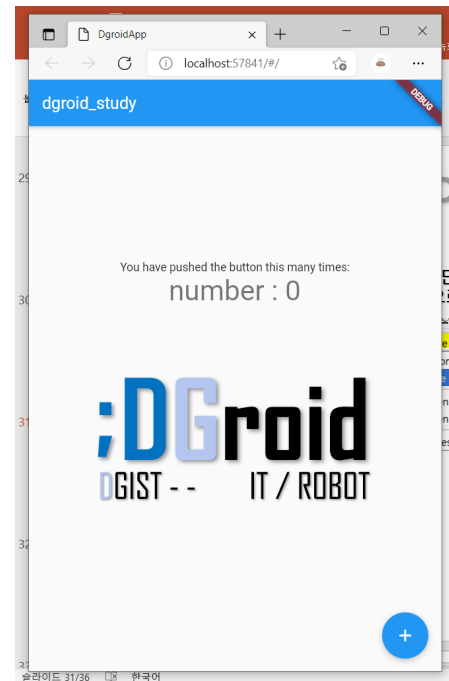 DgroidApp
localhost:57841/#/
dgroid_study
DEBUG
29
You have pushed the button this many times:
30
number : 0
31
;DGroid
DGIST - - IT / ROBOT
32
슬라이드 31/36 한국어